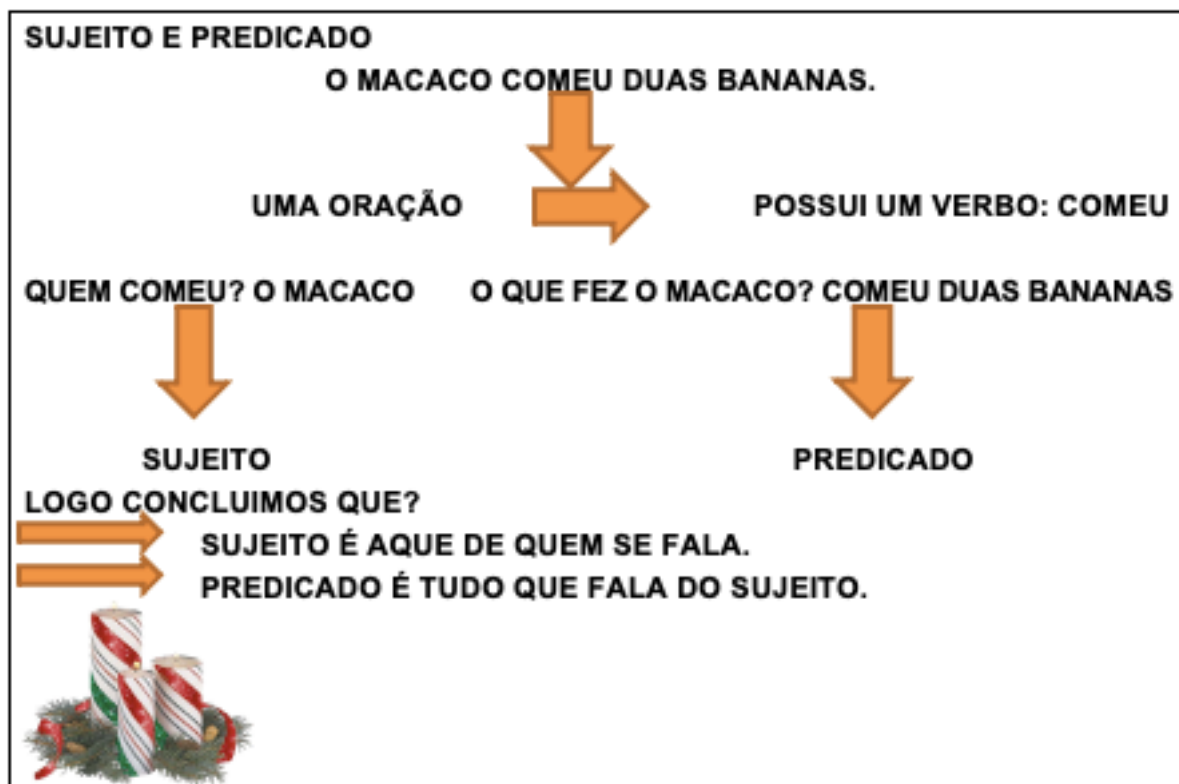 SUJEITO E PREDICADO
O MACACO COMEU DUAS BANANAS.
UMA ORAÇÃO POSSUI UM VERBO: COMEU
QUEM COMEU? O MACACO O QUE FEZ O MACACO? COMEU DUAS BANANAS
SUJEITO PREDICADO
LOGO CONCLUIMOS QUE?
SUJEITO É AQUE DE QUEM SE FALA.
PREDICADO É TUDO QUE FALA DO SUJEITO.